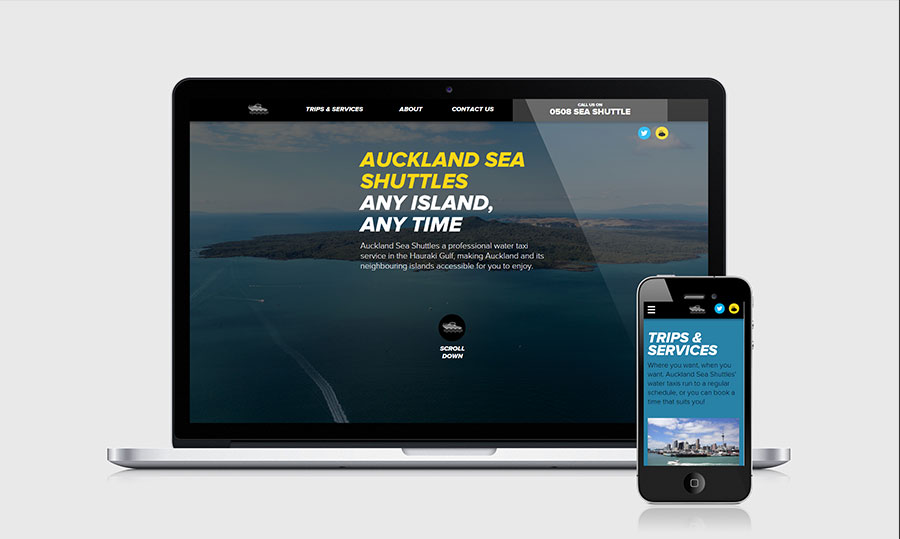 TRIPS & SERVICES
ABOUT
CONTACT US
CALL US ON
0508 SEA SHUTTLE
AUCKLAND SEA
SHUTTLES
ANY ISLAND,
ANY TIME
Auckland Sea Shuttles a professional water taxi
service in the Hauraki Gulf, making Auckland and its
neighbouring islands accessible for you to enjoy.
SCROLL
DOWN
TRIPS &
SERVICES
Where you want, when you
want. Auckland Sea Shuttles'
water taxis run to a regular
schedule, or you can book a
time that suits you!